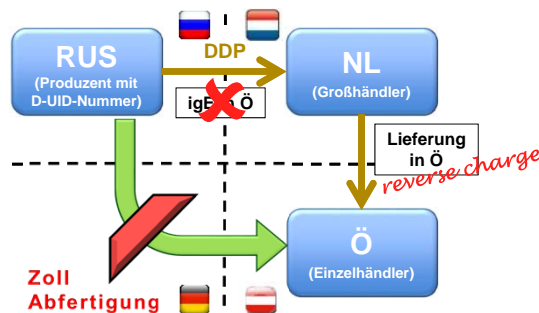 RUS
(Produzent mit
D-UID-Nummer)
DDP
NL
(Großhändler)
Ö
Lieferung
in Ö
reverse charge
Ö
(Einzelhändler)
Zoll
Abfertigung